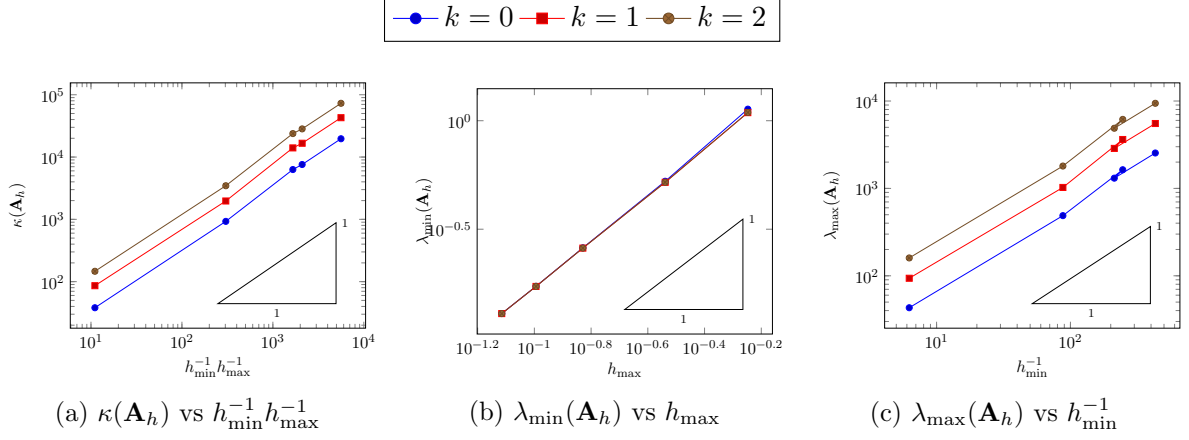 k = 0 k = 1 k = 2
10^5
10^4
10^3
10^2
κ(𝐀_h)
1
1
10^1 10^2 10^3 10^4
h_min^{-1} h_max^{-1}
(a) κ(𝐀_h) vs h_min^{-1} h_max^{-1}
10^0
10^{-0.5}
λ_min(𝐀_h)
1
1
10^{-1.2} 10^{-1} 10^{-0.8} 10^{-0.6} 10^{-0.4} 10^{-0.2}
h_max
(b) λ_min(𝐀_h) vs h_max
10^4
10^3
10^2
λ_max(𝐀_h)
1
1
10^1 10^2
h_min^{-1}
(c) λ_max(𝐀_h) vs h_min^{-1}